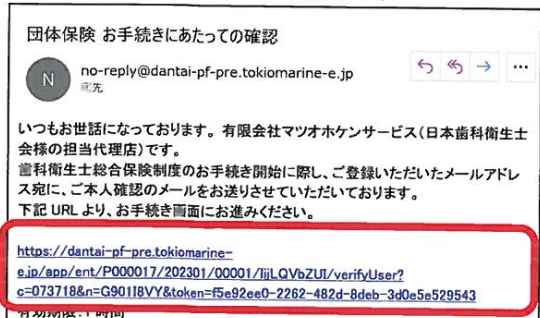 団体保険 お手続きにあたっての確認
N
no-reply@dantai-pf-pre.tokiomarine-e.jp
宛先
いつもお世話になっております。有限会社マツオホケンサービス(日本歯科衛生士
会様の担当代理店)です。
歯科衛生士総合保険制度のお手続き開始に際し、ご登録いただいたメールアドレ
ス宛に、ご本人確認のメールをお送りさせていただいております。
下記 URL より、お手続き画面にお進みください。
https://dantai-pf-pre.tokiomarine-
e.jp/app/ent/P000017/202301/00001/IijLQVbZUI/verifyUser?
c=073718&n=G901I8VY&token=f5e92ee0-2262-482d-8deb-3d0e5e529543
有効期限:1時間